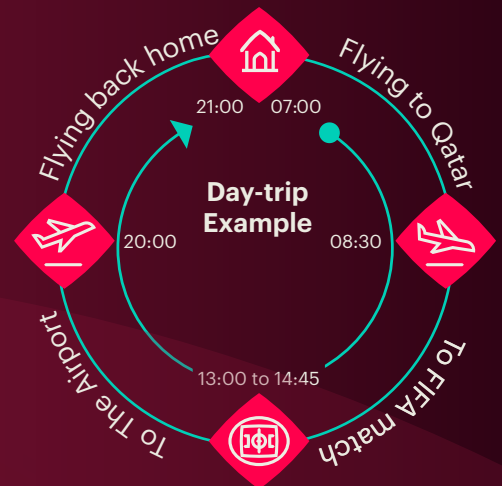 Flying back home
Flying to Qatar
21:00 07:00
Day-trip
Example
20:00
08:30
13:00 to 14:45
To The Airport
To FIFA match